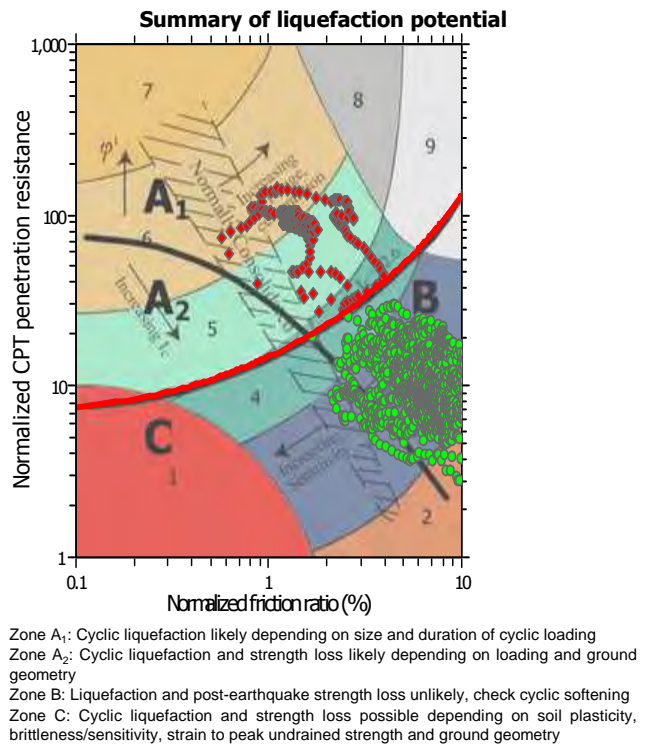 Summary of liquefaction potential
Normalized CPT penetration resistance
1,000
100
10
1
7
8
9
φ'
A1
6
A2
5
B
4
C
1
2
Increasing
Normally Consolidated
Increasing Ic
Increasing
sensitivity
0.1
1
10
Normalized friction ratio (%)
Zone A1: Cyclic liquefaction likely depending on size and duration of cyclic loading
Zone A2: Cyclic liquefaction and strength loss likely depending on loading and ground
geometry
Zone B: Liquefaction and post-earthquake strength loss unlikely, check cyclic softening
Zone C: Cyclic liquefaction and strength loss possible depending on soil plasticity,
brittleness/sensitivity, strain to peak undrained strength and ground geometry